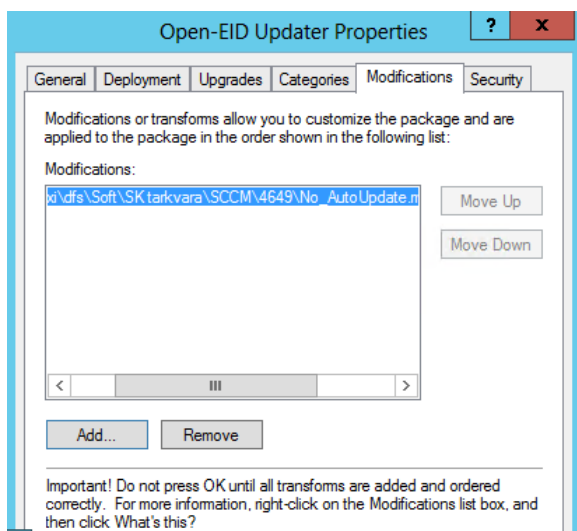 Open-EID Updater Properties ? x
General Deployment Upgrades Categories Modifications Security
Modifications or transforms allow you to customize the package and are
applied to the package in the order shown in the following list:
Modifications:
xi\dfs\Soft\SK tarkvara\SCCM\4649\No_AutoUpdate.m
Move Up
Move Down
Add... Remove
Important! Do not press OK until all transforms are added and ordered
correctly. For more information, right-click on the Modifications list box, and
then click What's this?